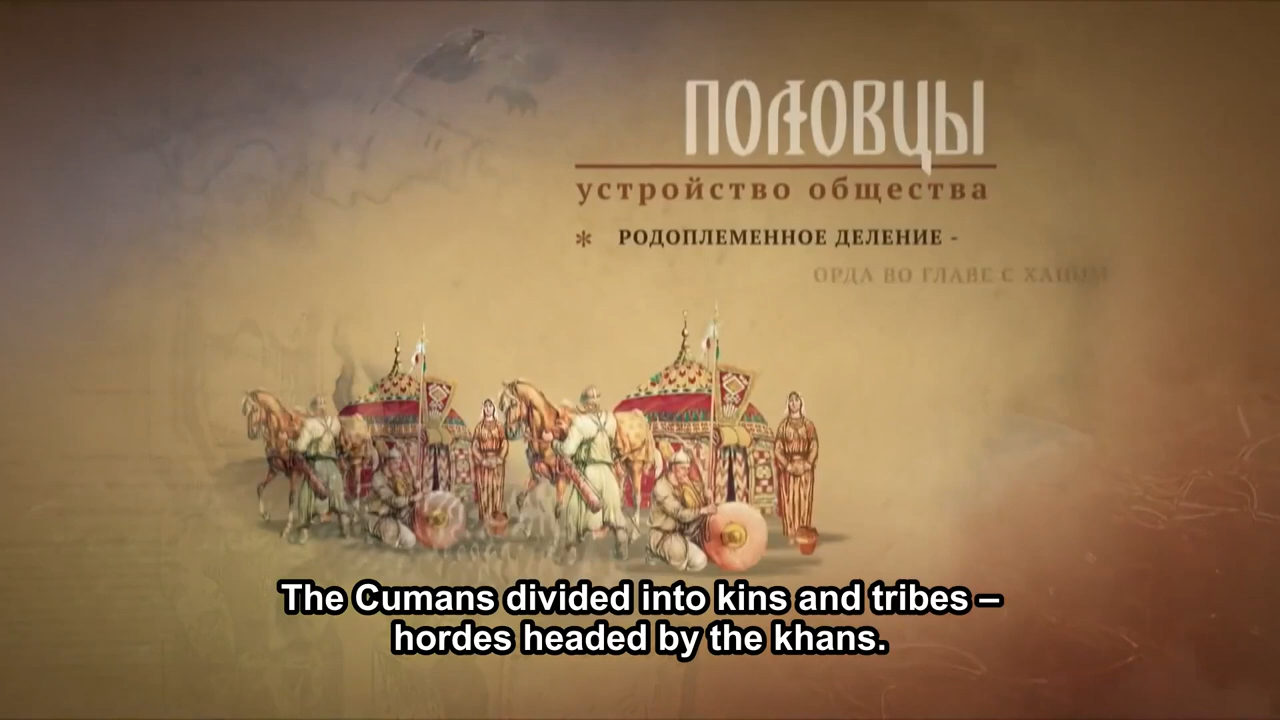 ПОЛОВЦЫ
устройство общества
* РОДОПЛЕМЕННОЕ ДЕЛЕНИЕ -
ОРДА ВО ГЛАВЕ С ХАНОМ
The Cumans divided into kins and tribes –
hordes headed by the khans.